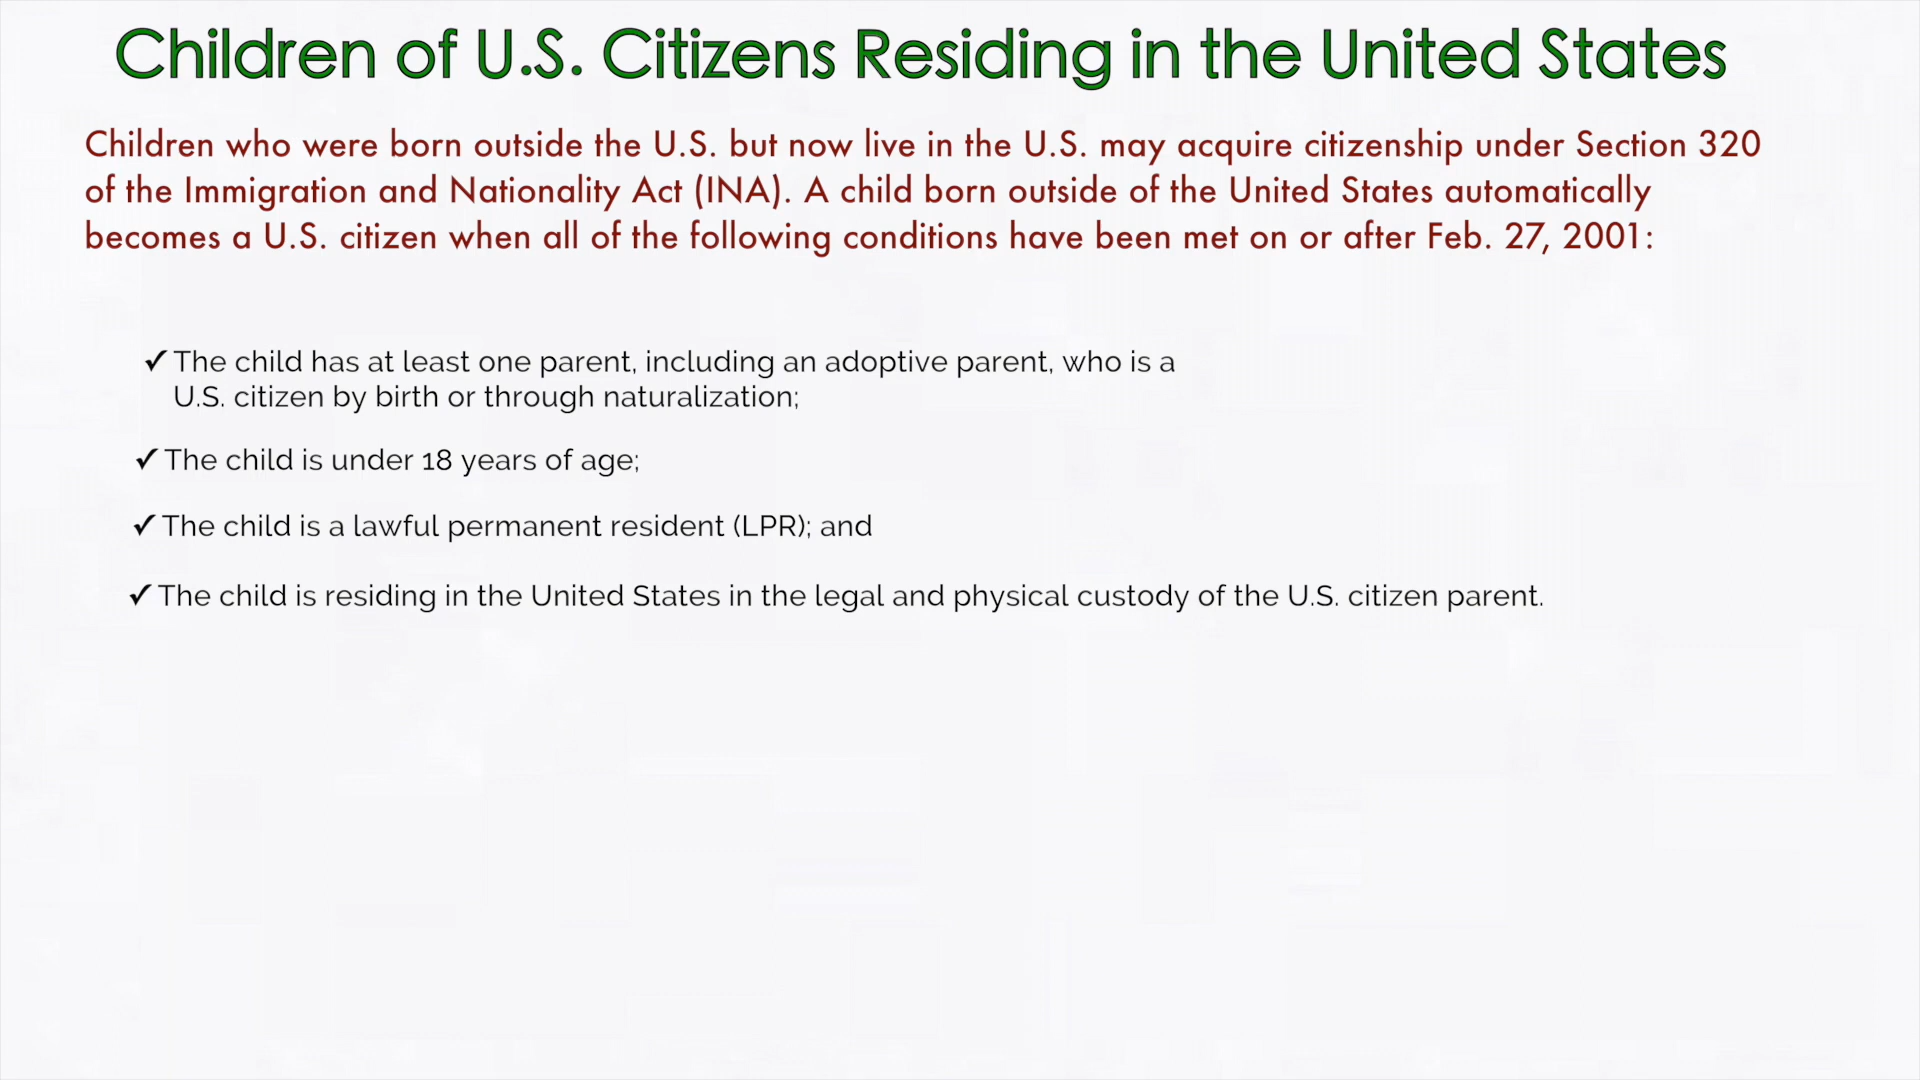 Children of U.S. Citizens Residing in the United States
Children who were born outside the U.S. but now live in the U.S. may acquire citizenship under Section 320
of the Immigration and Nationality Act (INA). A child born outside of the United States automatically
becomes a U.S. citizen when all of the following conditions have been met on or after Feb. 27, 2001:
✓ The child has at least one parent, including an adoptive parent, who is a
U.S. citizen by birth or through naturalization;
✓ The child is under 18 years of age;
✓ The child is a lawful permanent resident (LPR); and
✓ The child is residing in the United States in the legal and physical custody of the U.S. citizen parent.